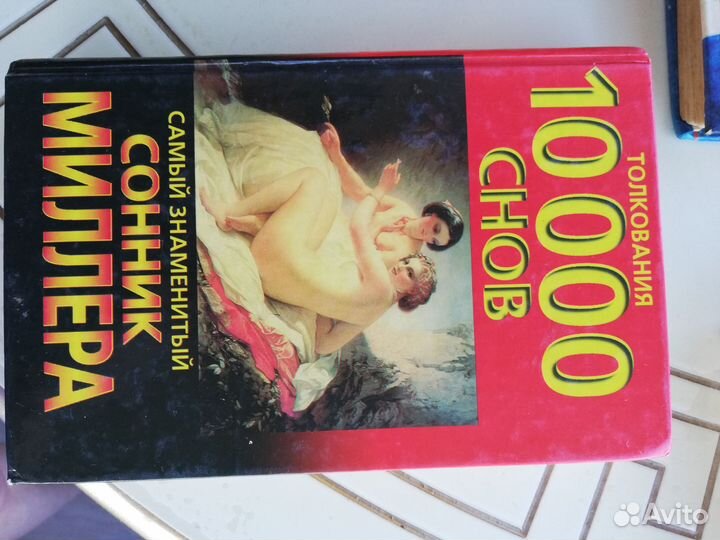 ТОЛКОВАНИЯ
10000
СНОВ
САМЫЙ ЗНАМЕНИТЫЙ
СОННИК
МИЛЛЕРА
Avito